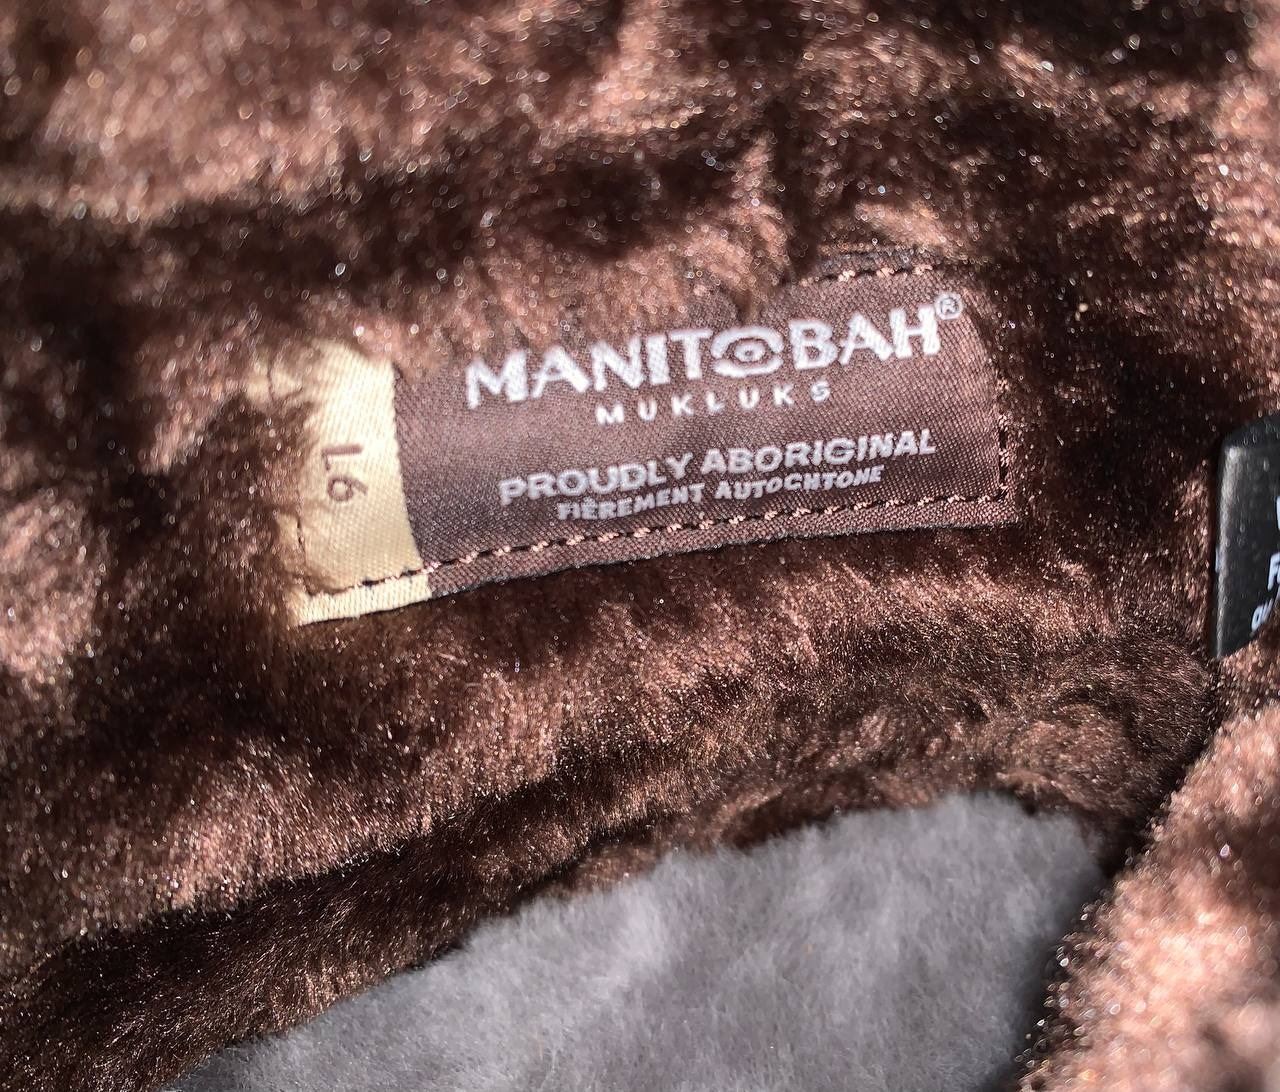 MANITOBAH®
MUKLUKS
PROUDLY ABORIGINAL
FIÈREMENT AUTOCHTONE